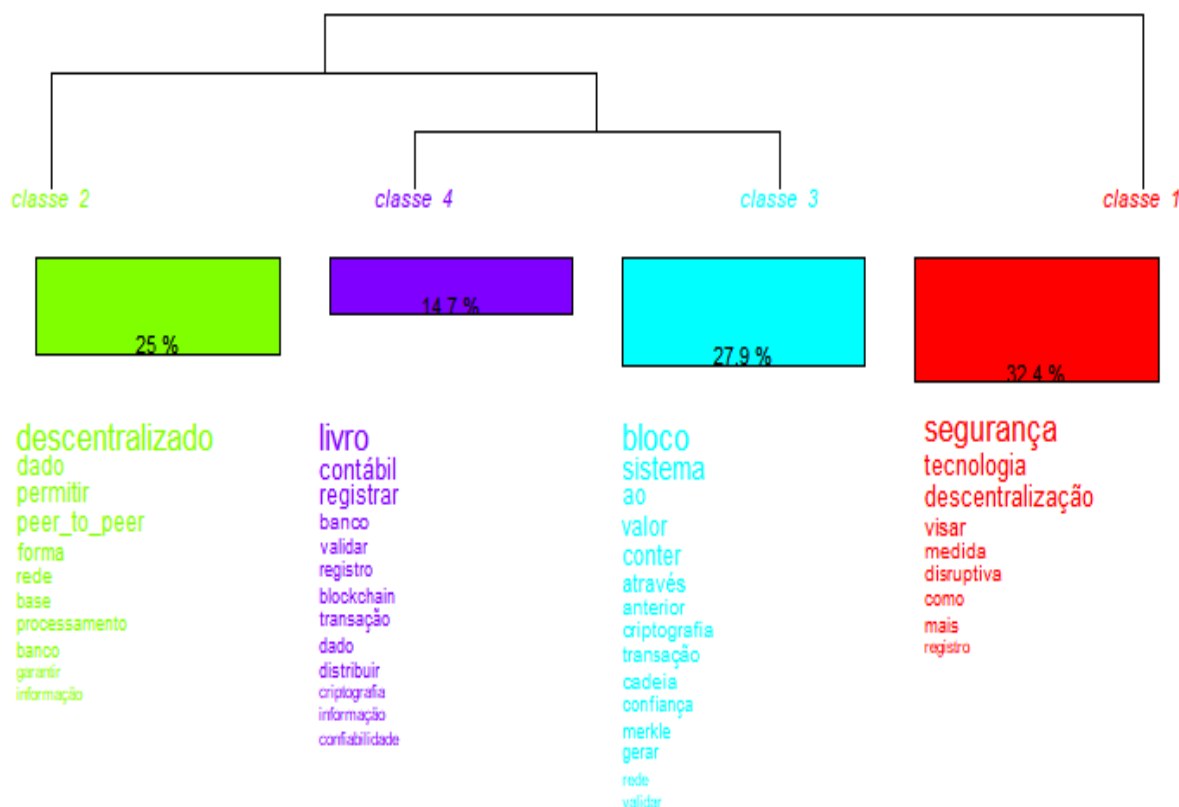 classe 2
classe 4
classe 3
classe 1
25 %
14.7 %
27.9 %
32.4 %
descentralizado
dado
permitir
peer_to_peer
forma
rede
base
processamento
banco
garantir
informação
livro
contábil
registrar
banco
validar
registro
blockchain
transação
dado
distribuir
criptografia
informação
confiabilidade
bloco
sistema
ao
valor
conter
através
anterior
criptografia
transação
cadeia
confiança
merkle
gerar
rede
validar
segurança
tecnologia
descentralização
visar
medida
disruptiva
como
mais
registro